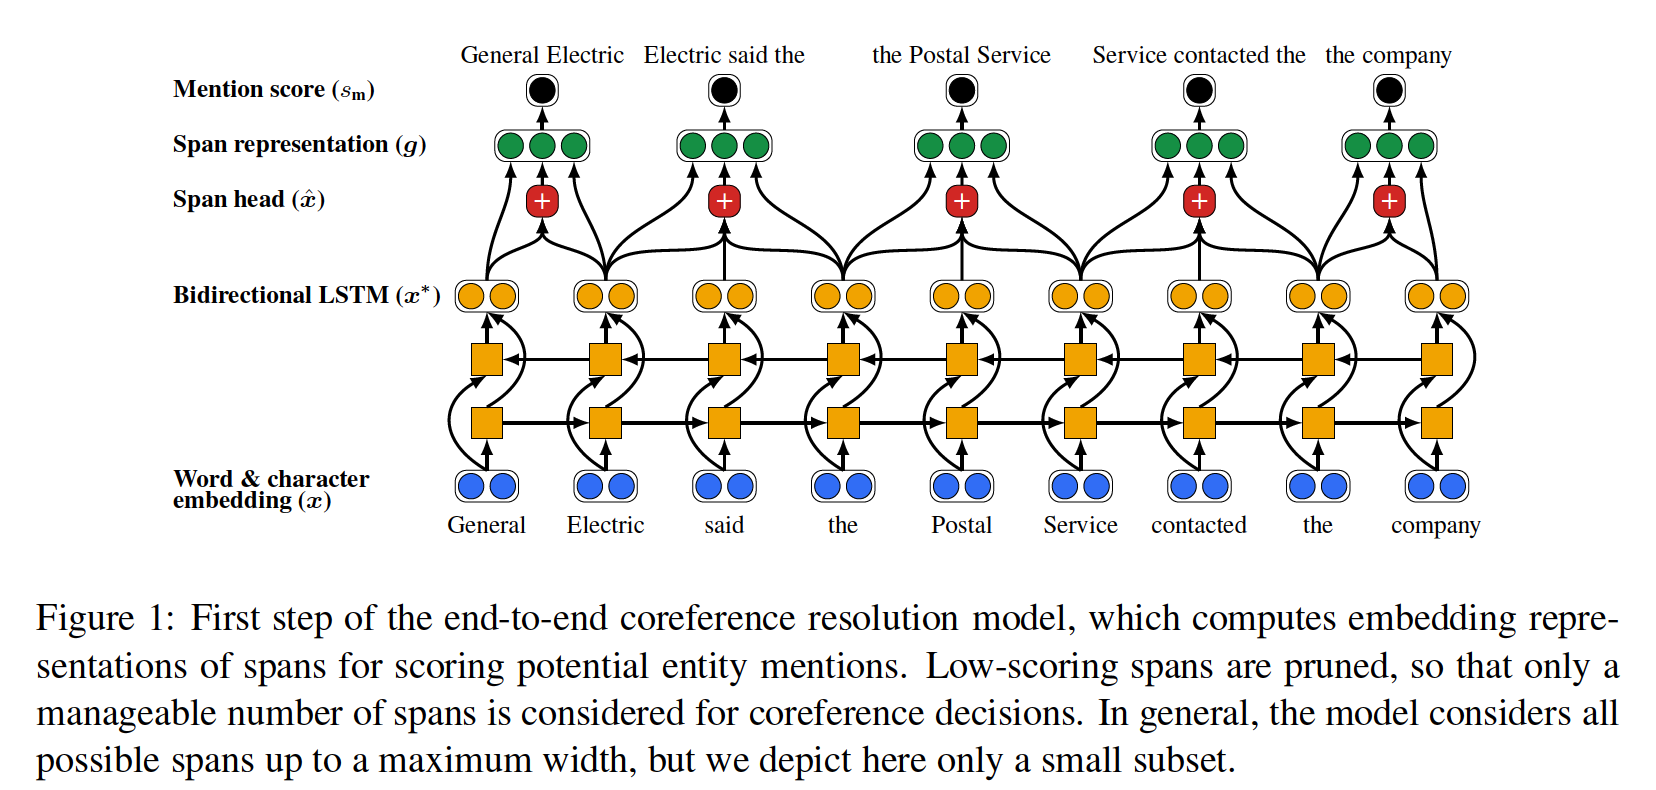 General Electric Electric said the the Postal Service Service contacted the the company
Mention score (sm)
Span representation (g)
+ + + + +
Span head (x̂)
Bidirectional LSTM (x*)
Word & character
embedding (x)
General Electric said the Postal Service contacted the company
Figure 1: First step of the end-to-end coreference resolution model, which computes embedding repre-
sentations of spans for scoring potential entity mentions. Low-scoring spans are pruned, so that only a
manageable number of spans is considered for coreference decisions. In general, the model considers all
possible spans up to a maximum width, but we depict here only a small subset.